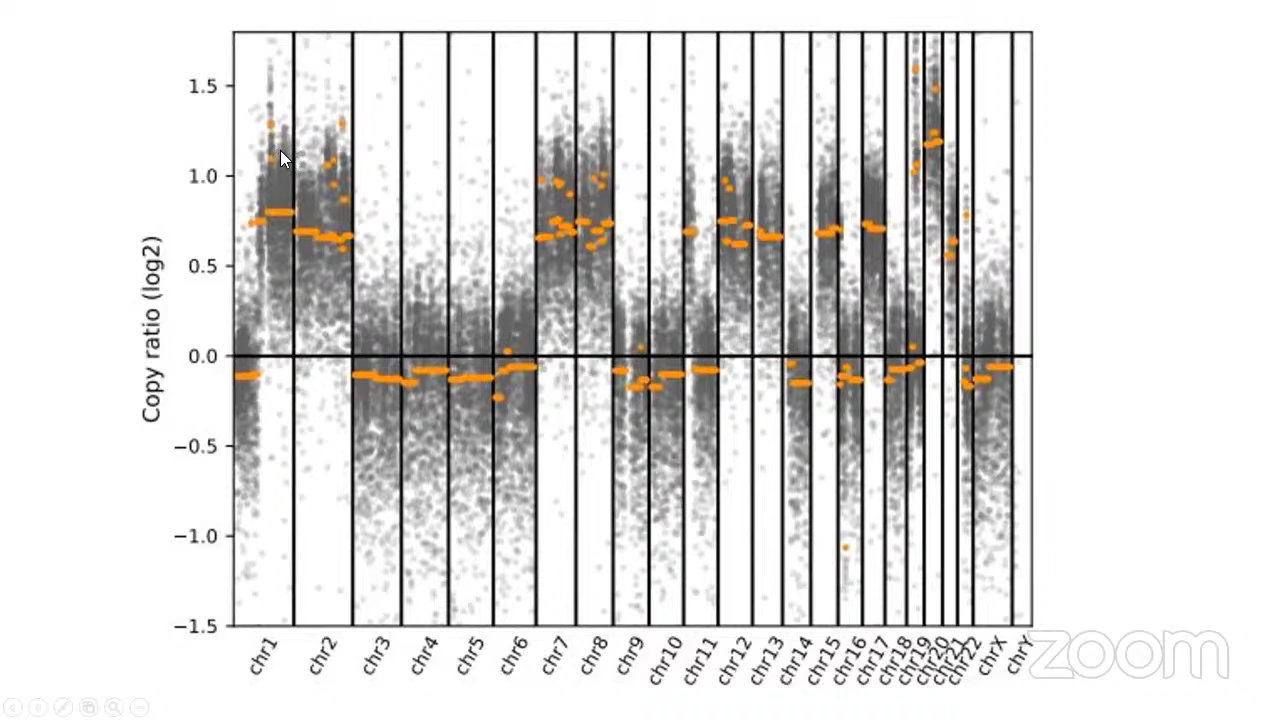 Copy ratio (log2)
1.5
1.0
0.5
0.0
−0.5
−1.0
−1.5
chr1
chr2
chr3
chr4
chr5
chr6
chr7
chr8
chr9
chr10
chr11
chr12
chr13
chr14
chr15
chr16
chr17
chr18
chr19
chr20
chr21
chr22
chrX
chrY
zoom